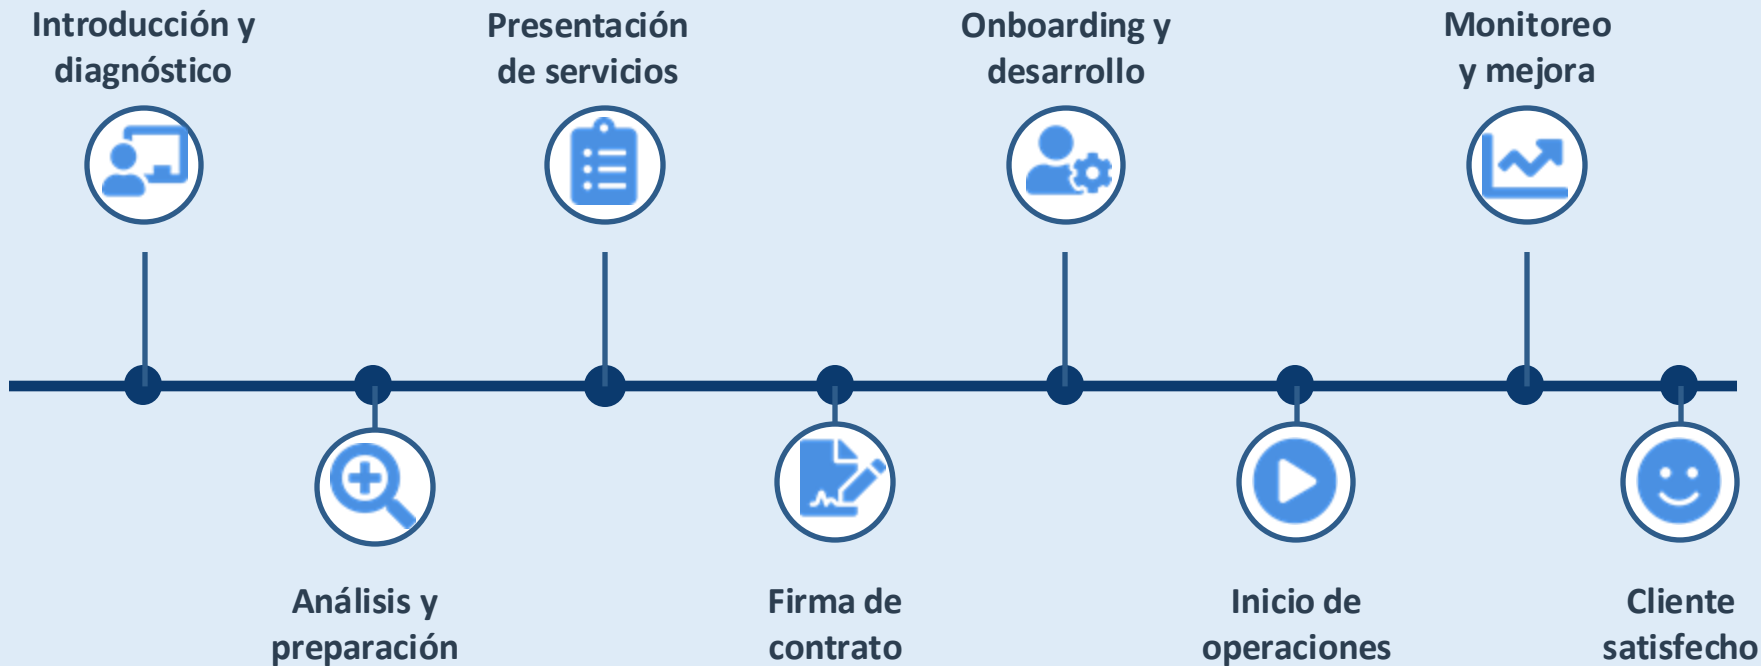 Introducción y
diagnóstico
Presentación
de servicios
Onboarding y
desarrollo
Monitoreo
y mejora
Análisis y
preparación
Firma de
contrato
Inicio de
operaciones
Cliente
satisfecho